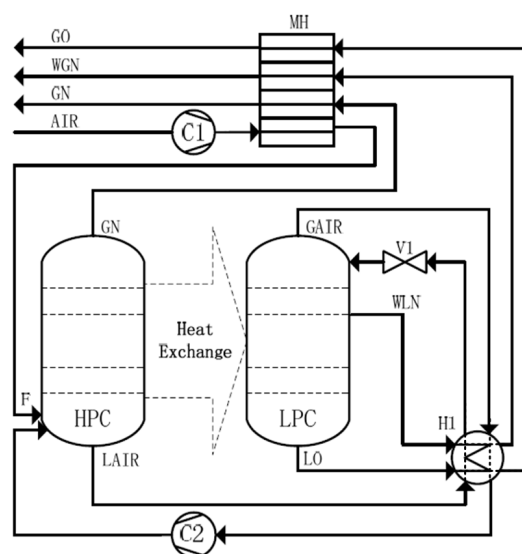 MH
GO
WGN
GN
AIR
C1
GN
GAIR
V1
WLN
Heat
Exchange
F
HPC
LPC
H1
LAIR
LO
C2